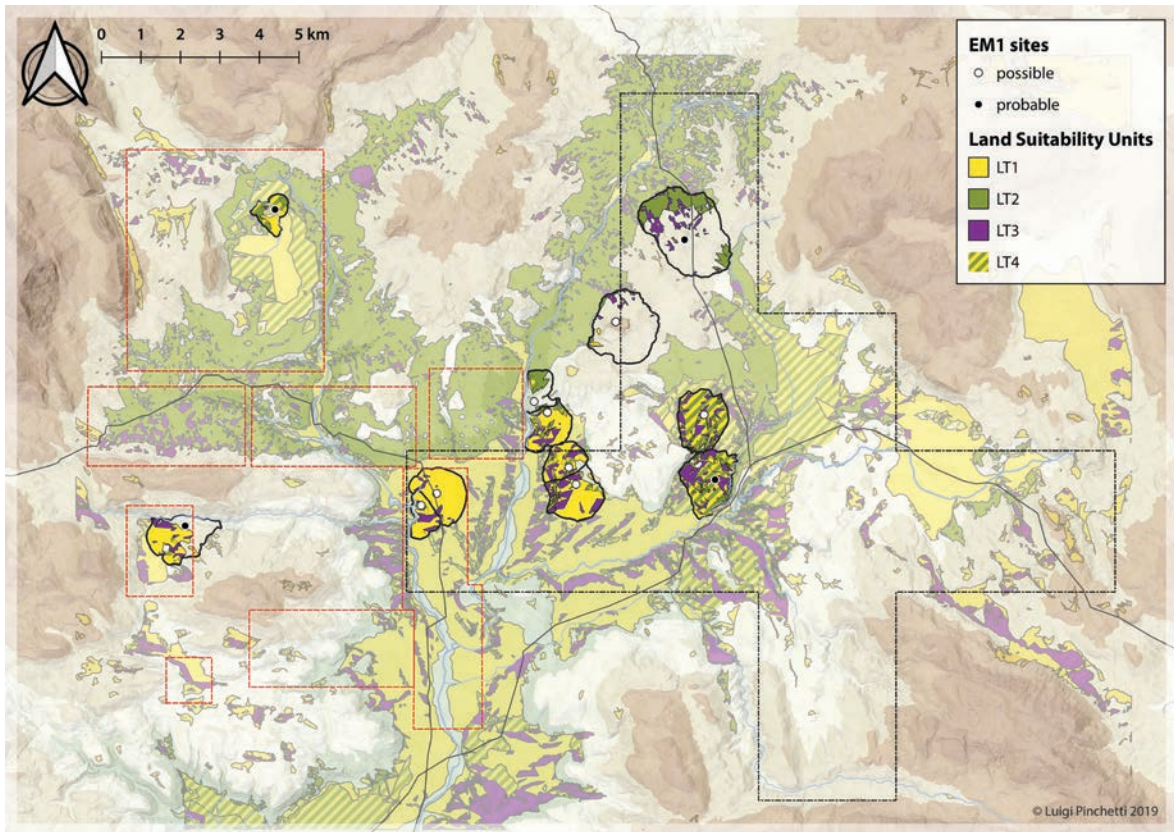 0 1 2 3 4 5 km
EM1 sites
possible
probable
Land Suitability Units
LT1
LT2
LT3
LT4
© Luigi Pinchetti 2019